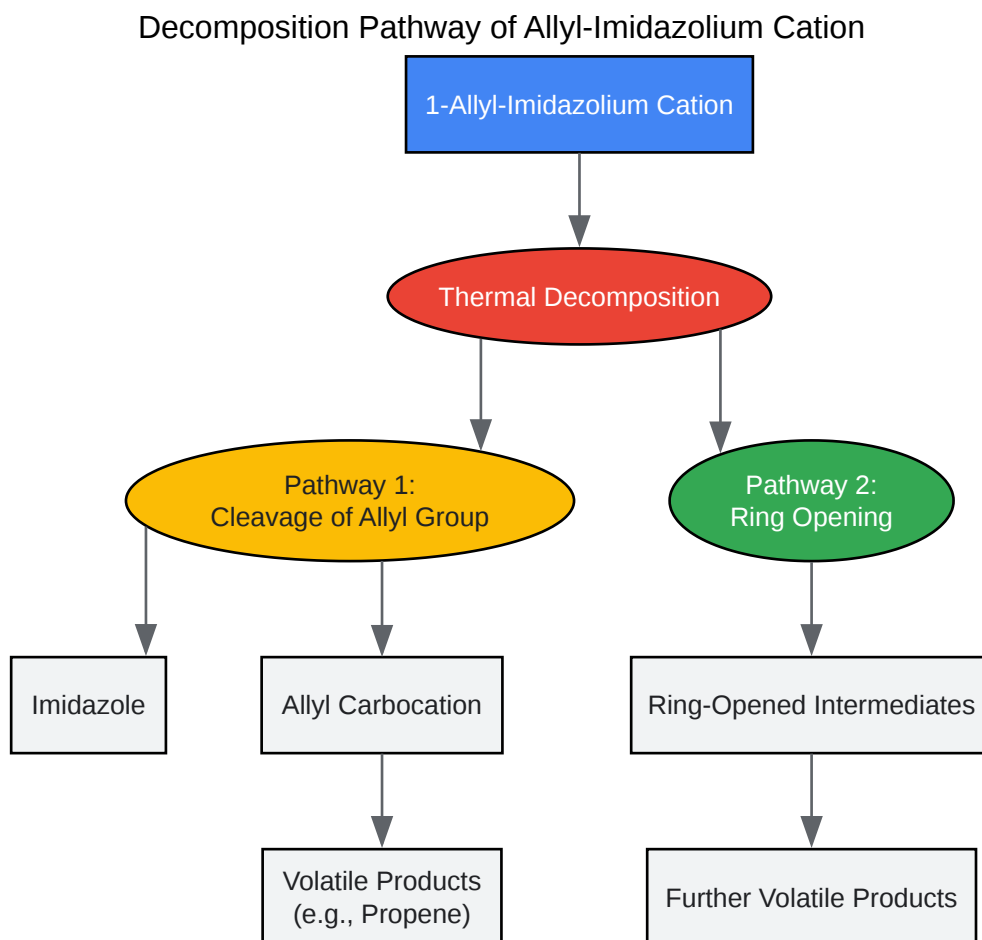 Decomposition Pathway of Allyl-Imidazolium Cation
1-Allyl-Imidazolium Cation
Thermal Decomposition
Pathway 1:
Cleavage of Allyl Group
Pathway 2:
Ring Opening
Imidazole
Allyl Carbocation
Ring-Opened Intermediates
Volatile Products
(e.g., Propene)
Further Volatile Products